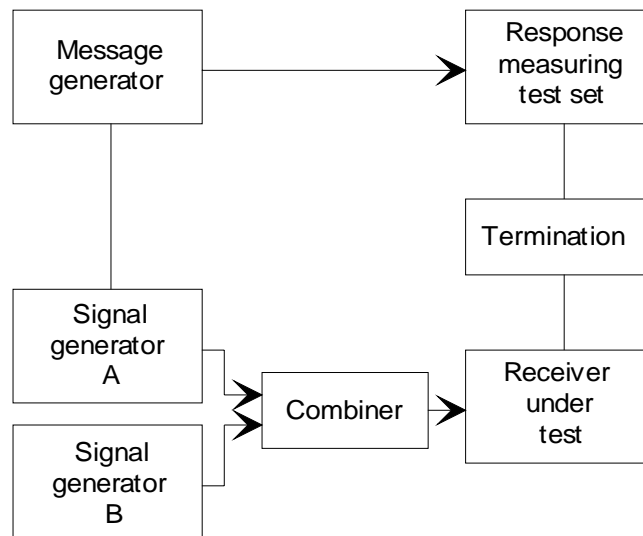 Message
generator
Response
measuring
test set
Termination
Signal
generator
A
Combiner
Receiver
under
test
Signal
generator
B